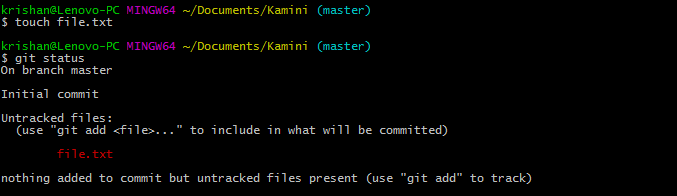 krishan@Lenovo-PC MINGW64 ~/Documents/Kamini (master)
$ touch file.txt
krishan@Lenovo-PC MINGW64 ~/Documents/Kamini (master)
$ git status
On branch master
Initial commit
Untracked files:
(use "git add <file>..." to include in what will be committed)
file.txt
nothing added to commit but untracked files present (use "git add" to track)